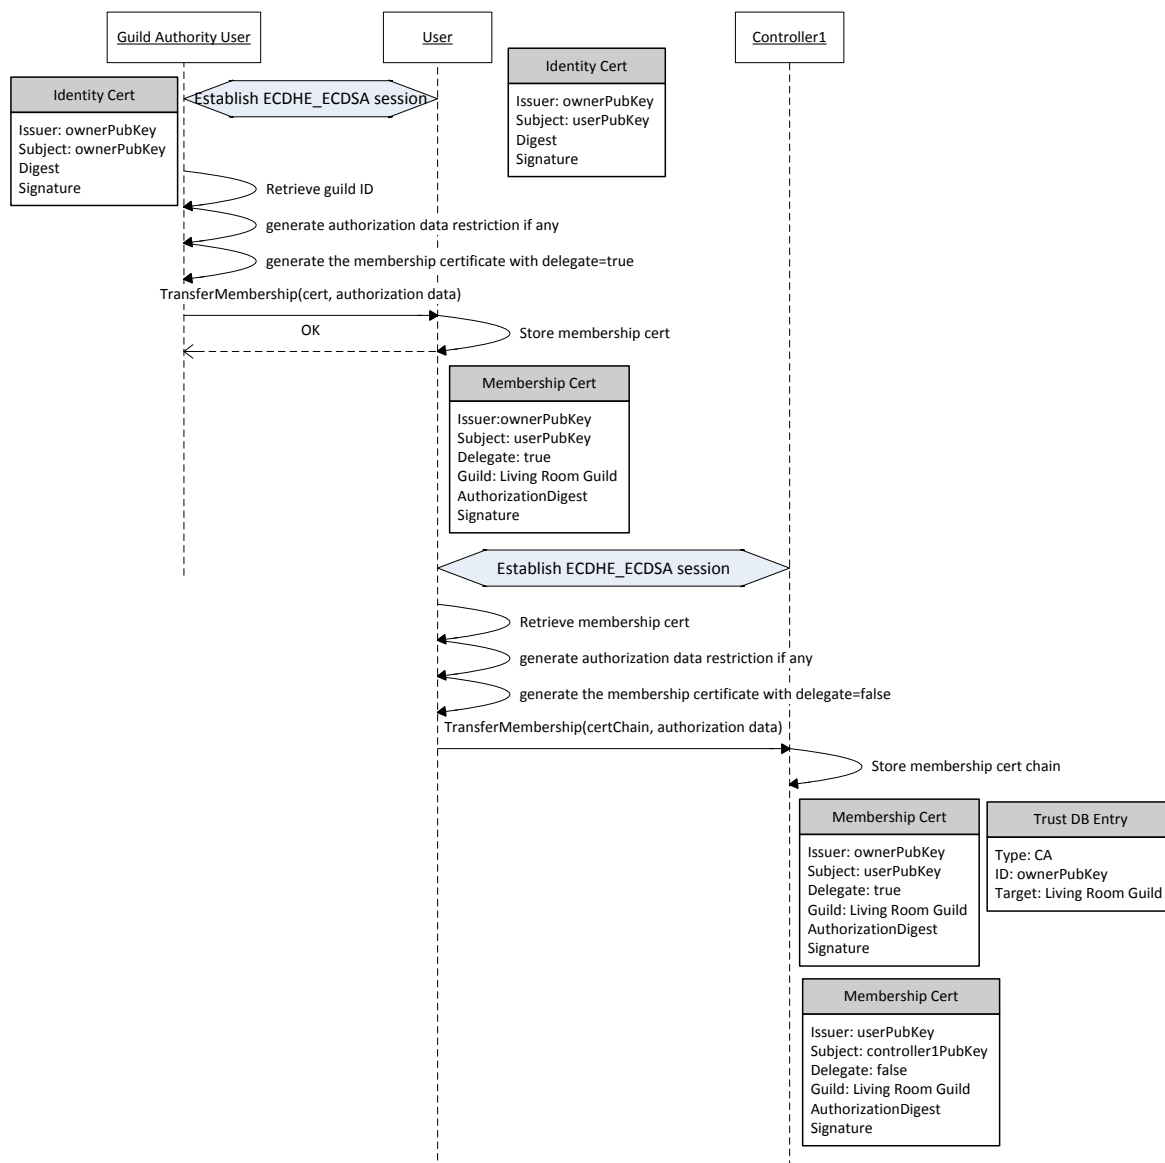 Guild Authority User
User
Controller1
Identity Cert
Issuer: ownerPubKey
Subject: ownerPubKey
Digest
Signature
Establish ECDHE_ECDSA session
Identity Cert
Issuer: ownerPubKey
Subject: userPubKey
Digest
Signature
Retrieve guild ID
generate authorization data restriction if any
generate the membership certificate with delegate=true
TransferMembership(cert, authorization data)
OK
Store membership cert
Membership Cert
Issuer:ownerPubKey
Subject: userPubKey
Delegate: true
Guild: Living Room Guild
AuthorizationDigest
Signature
Establish ECDHE_ECDSA session
Retrieve membership cert
generate authorization data restriction if any
generate the membership certificate with delegate=false
TransferMembership(certChain, authorization data)
Store membership cert chain
Membership Cert
Issuer: ownerPubKey
Subject: userPubKey
Delegate: true
Guild: Living Room Guild
AuthorizationDigest
Signature
Trust DB Entry
Type: CA
ID: ownerPubKey
Target: Living Room Guild
Membership Cert
Issuer: userPubKey
Subject: controller1PubKey
Delegate: false
Guild: Living Room Guild
AuthorizationDigest
Signature